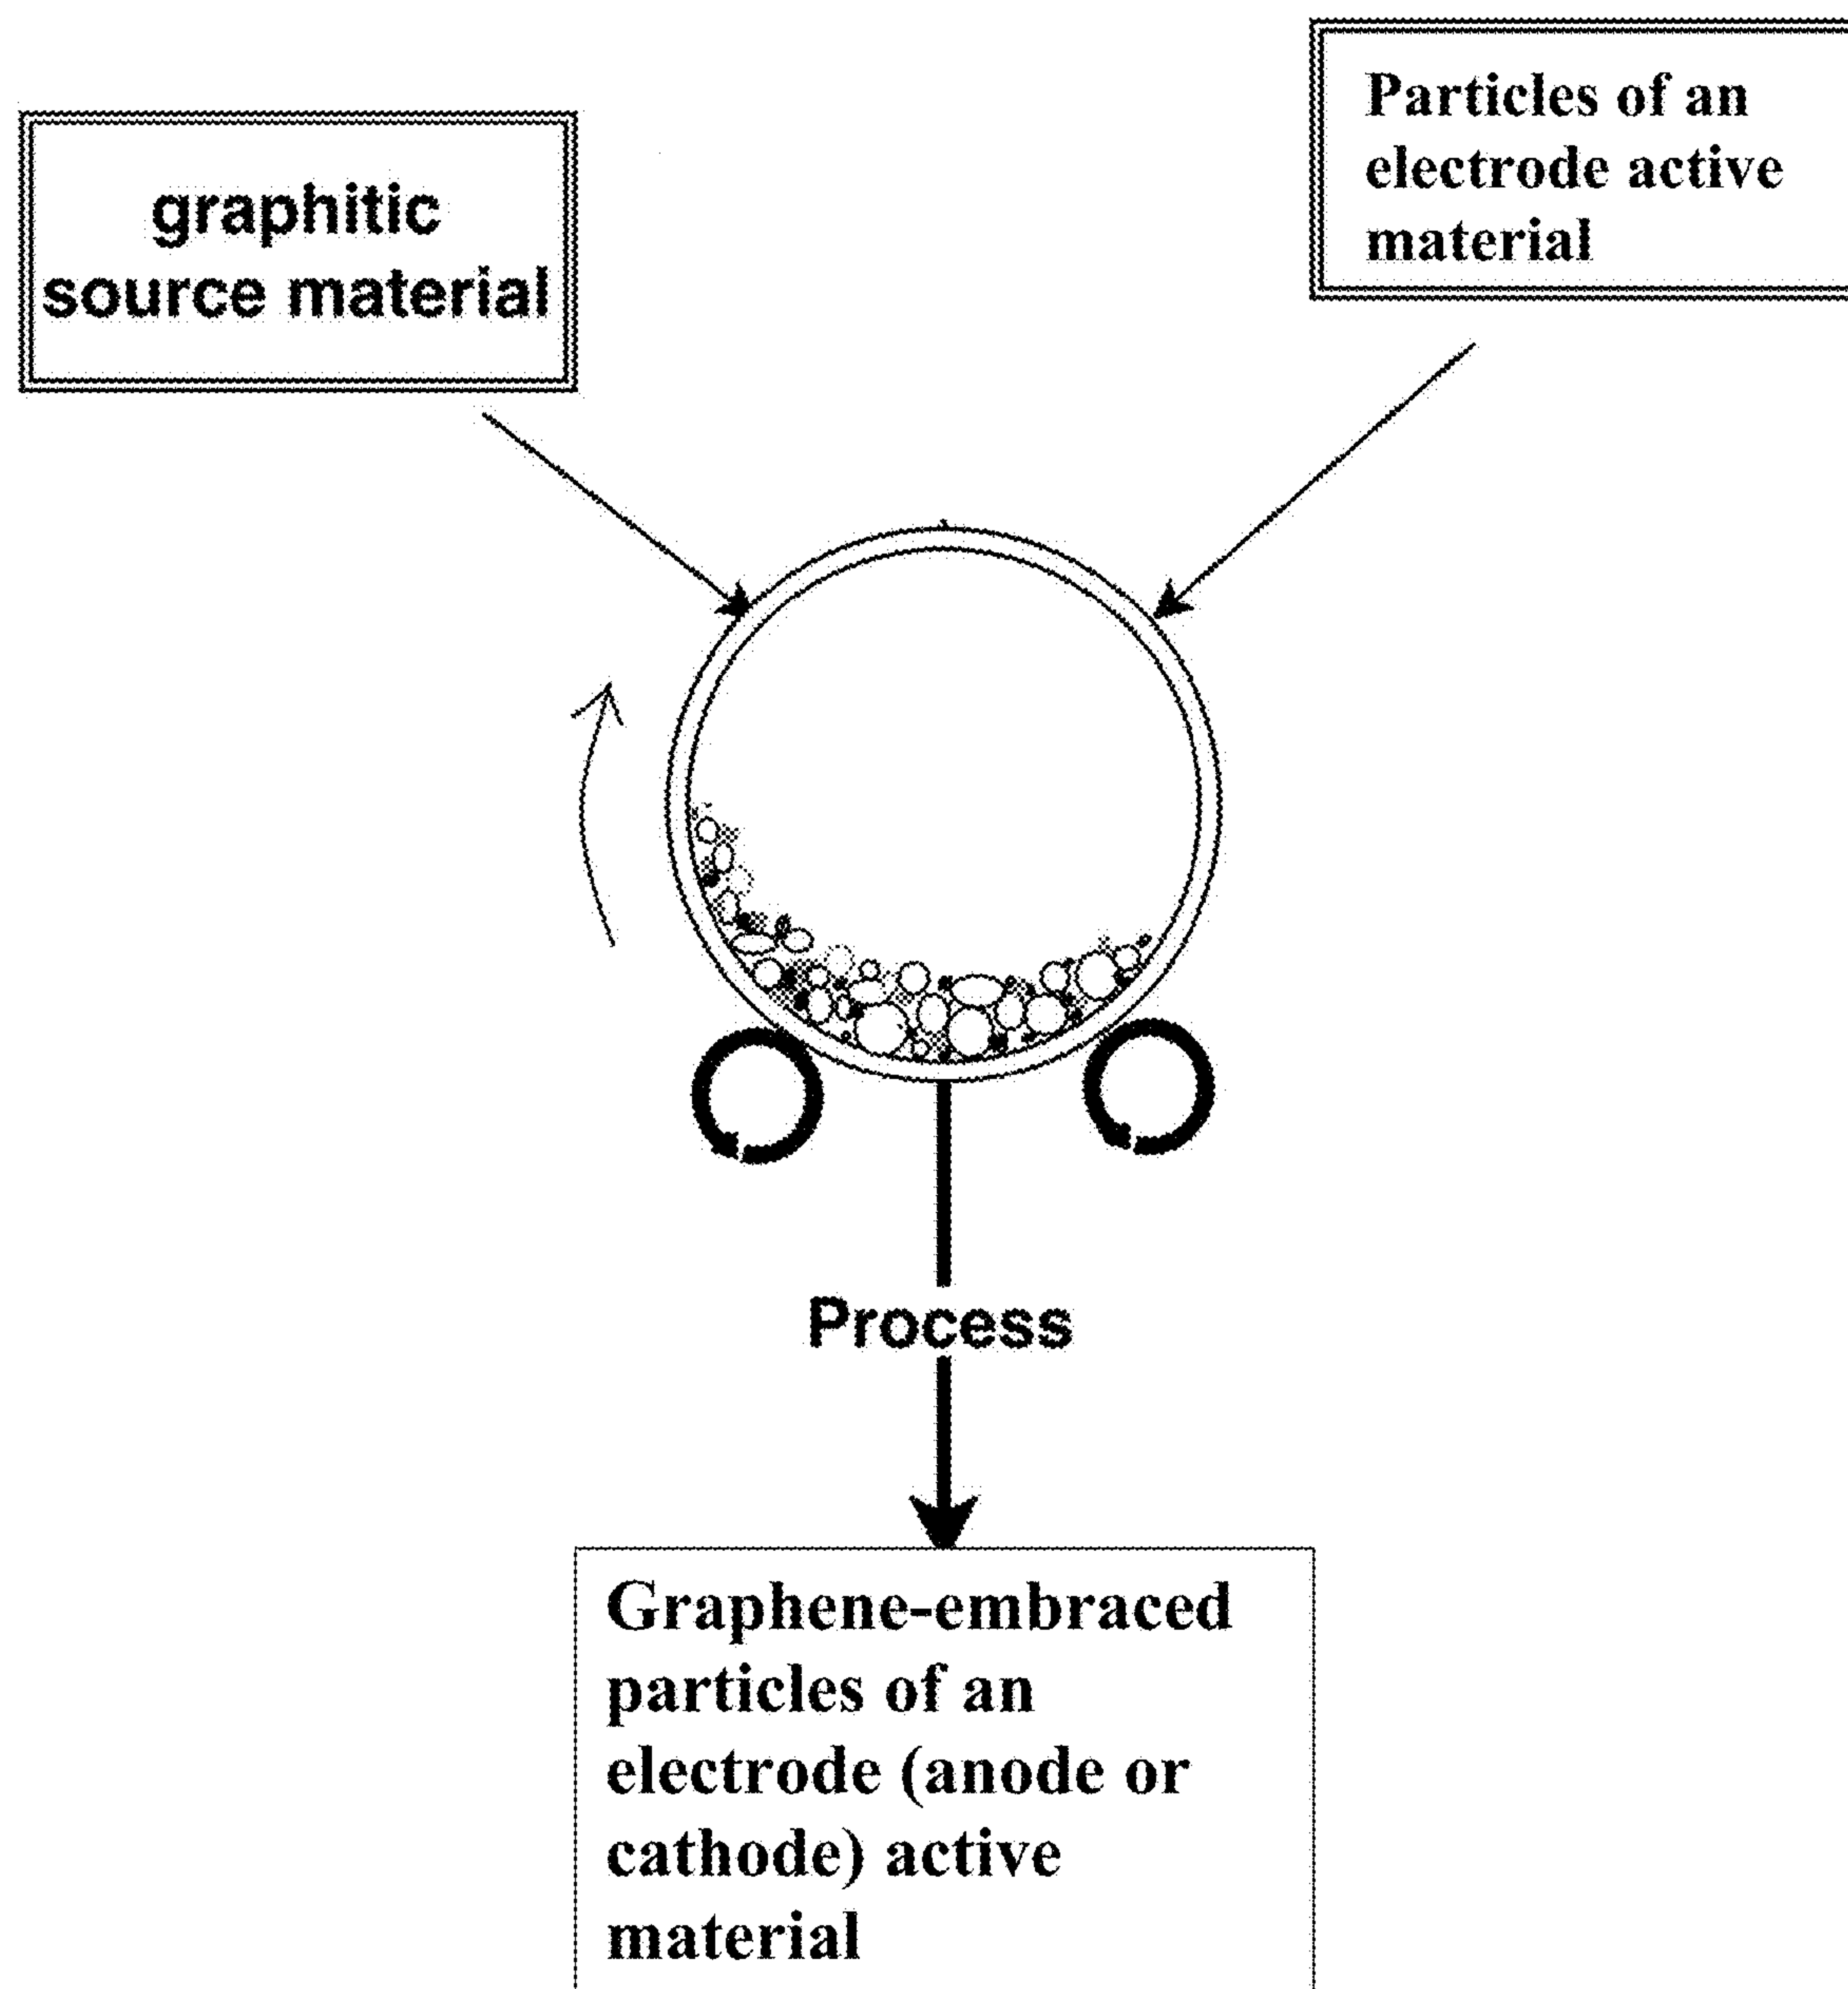 graphitic
source material
Particles of an
electrode active
material
Process
Graphene-embraced
particles of an
electrode (anode or
cathode) active
material